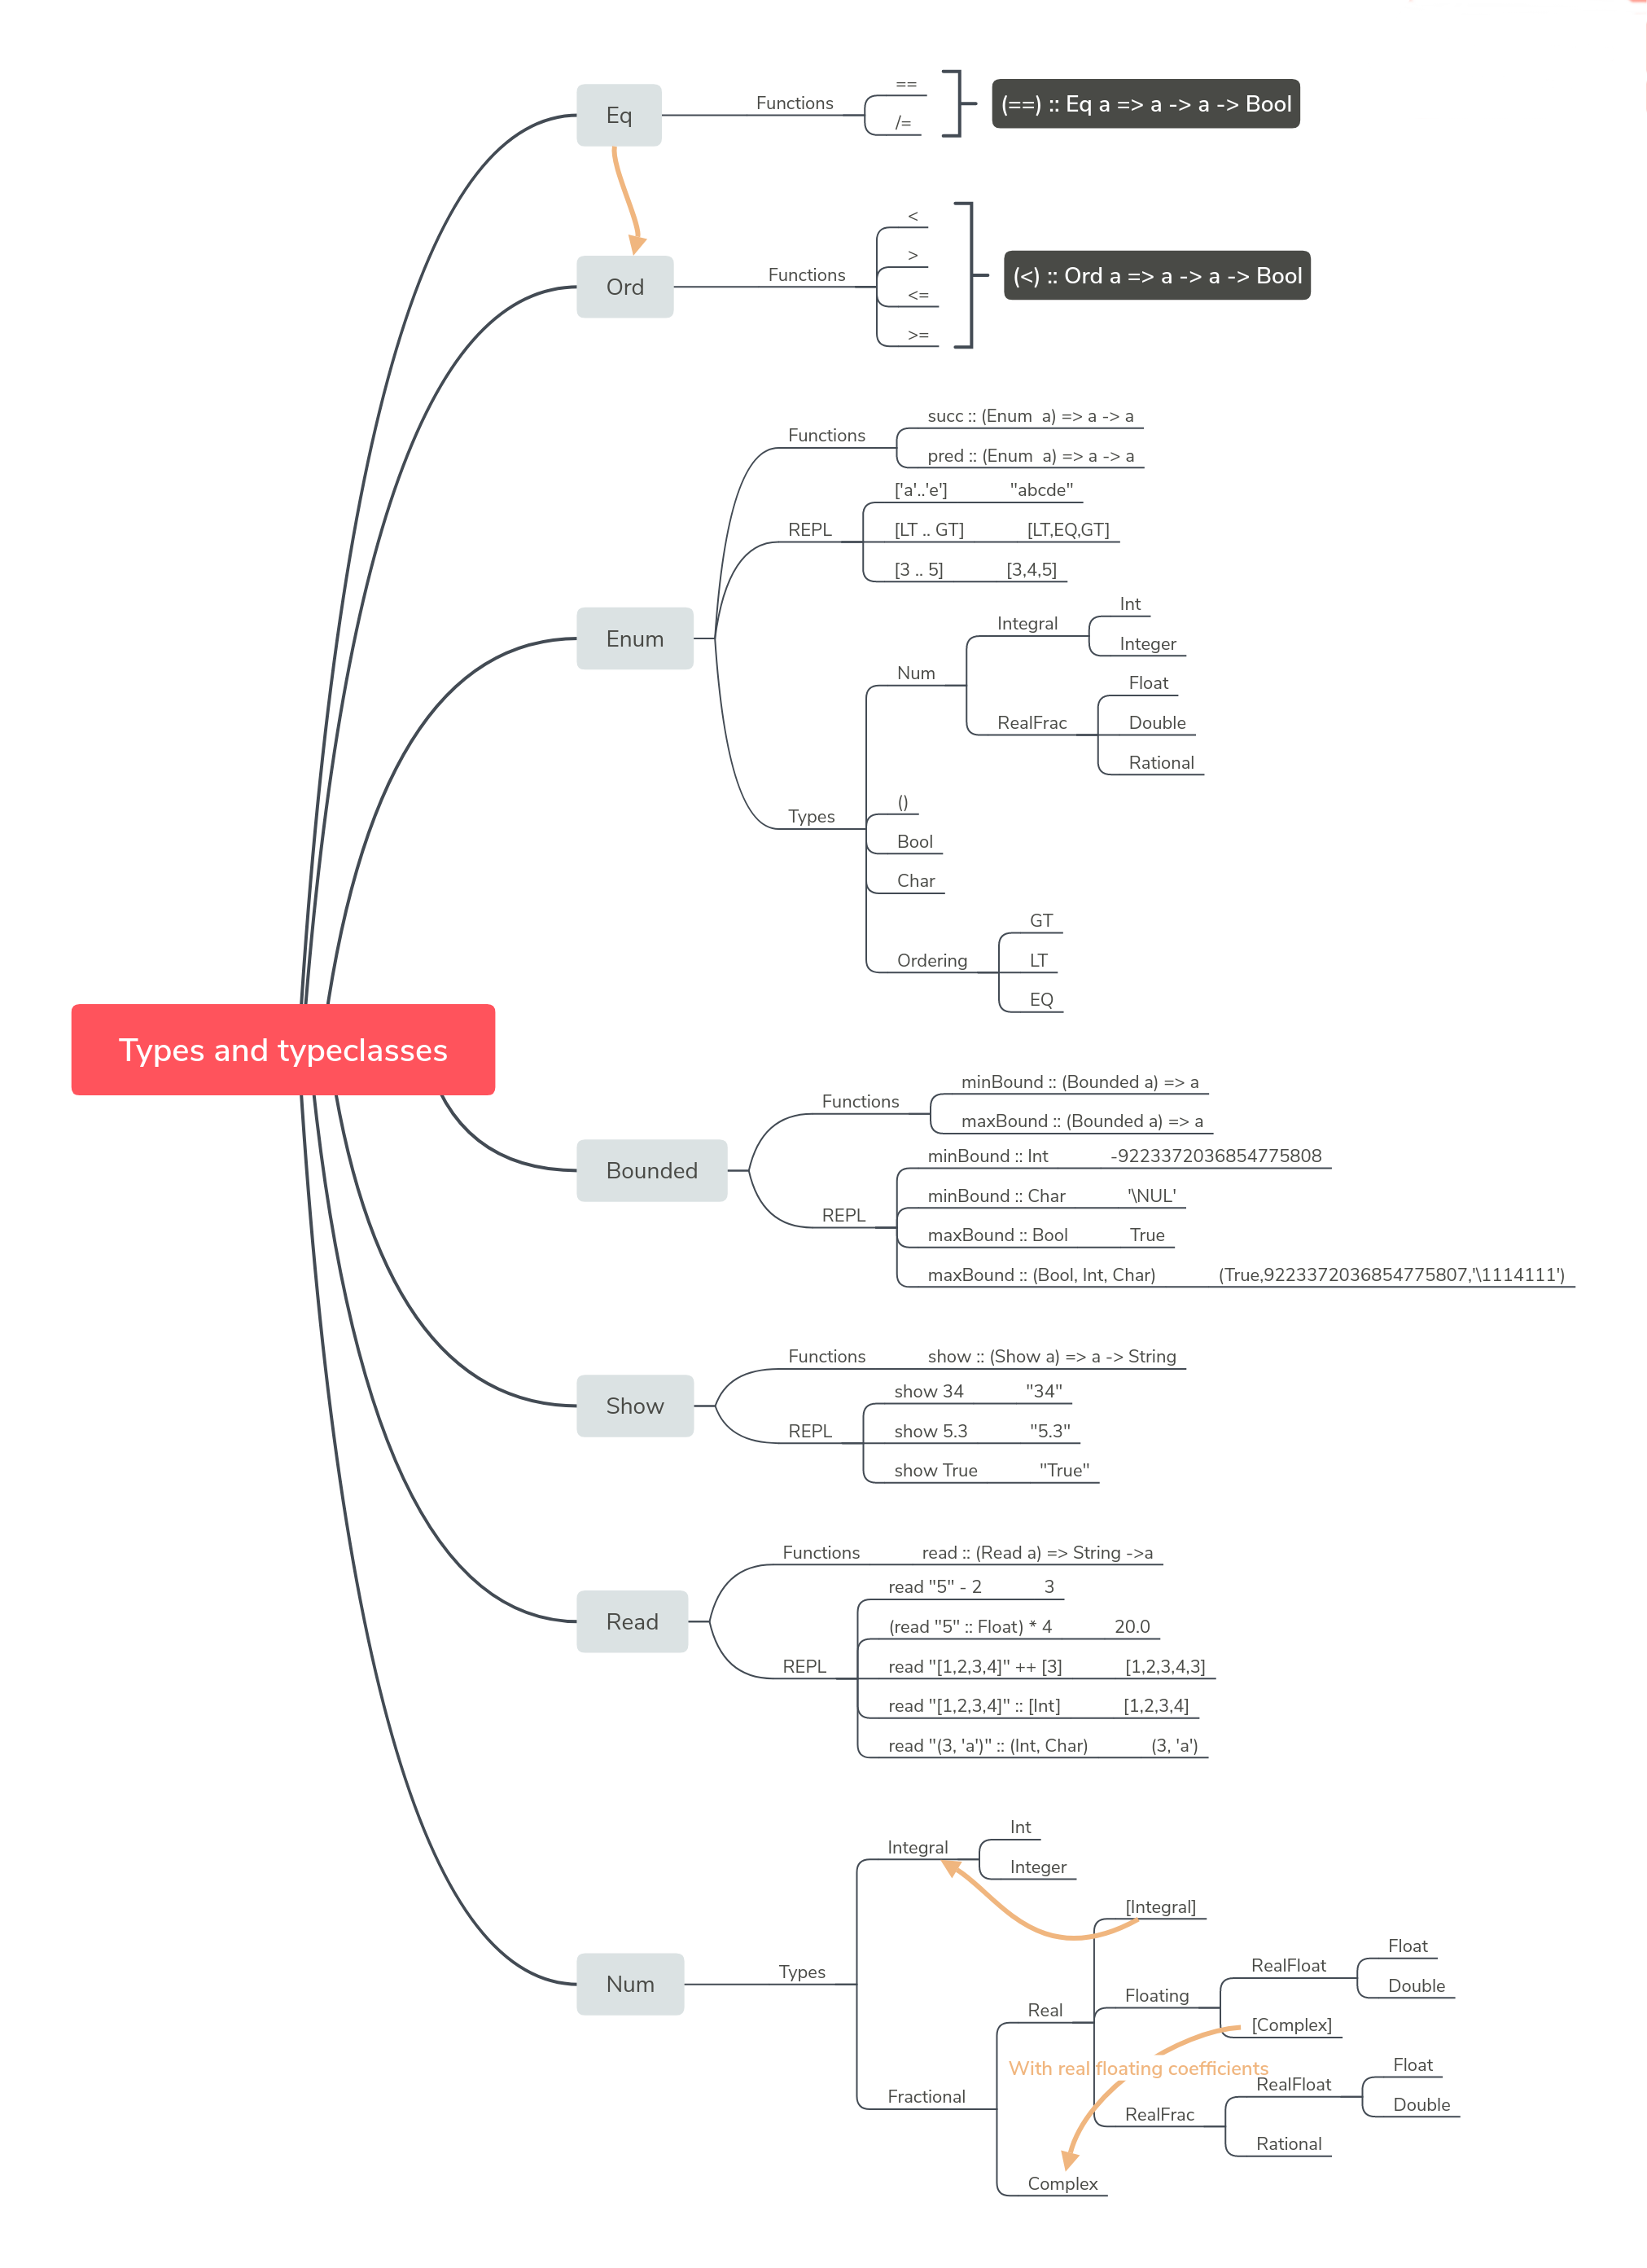 Types and typeclasses
Eq
Functions
==
/=
(==) :: Eq a => a -> a -> Bool
Ord
Functions
<
>
<=
>=
(<) :: Ord a => a -> a -> Bool
Enum
Functions
succ :: (Enum  a) => a -> a
pred :: (Enum  a) => a -> a
REPL
['a'..'e'] "abcde"
[LT .. GT] [LT,EQ,GT]
[3 .. 5] [3,4,5]
Types
Num
Integral
Int
Integer
RealFrac
Float
Double
Rational
()
Bool
Char
Ordering
GT
LT
EQ
Bounded
Functions
minBound :: (Bounded a) => a
maxBound :: (Bounded a) => a
REPL
minBound :: Int -9223372036854775808
minBound :: Char '\NUL'
maxBound :: Bool True
maxBound :: (Bool, Int, Char) (True,9223372036854775807,'\1114111')
Show
Functions show :: (Show a) => a -> String
REPL
show 34 "34"
show 5.3 "5.3"
show True "True"
Read
Functions read :: (Read a) => String ->a
REPL
read "5" - 2 3
(read "5" :: Float) * 4 20.0
read "[1,2,3,4]" ++ [3] [1,2,3,4,3]
read "[1,2,3,4]" :: [Int] [1,2,3,4]
read "(3, 'a')" :: (Int, Char) (3, 'a')
Num
Types
Integral
Int
Integer
Fractional
Real
[Integral]
Floating
RealFloat
Float
Double
[Complex]
With real floating coefficients
RealFrac
RealFloat
Float
Double
Rational
Complex